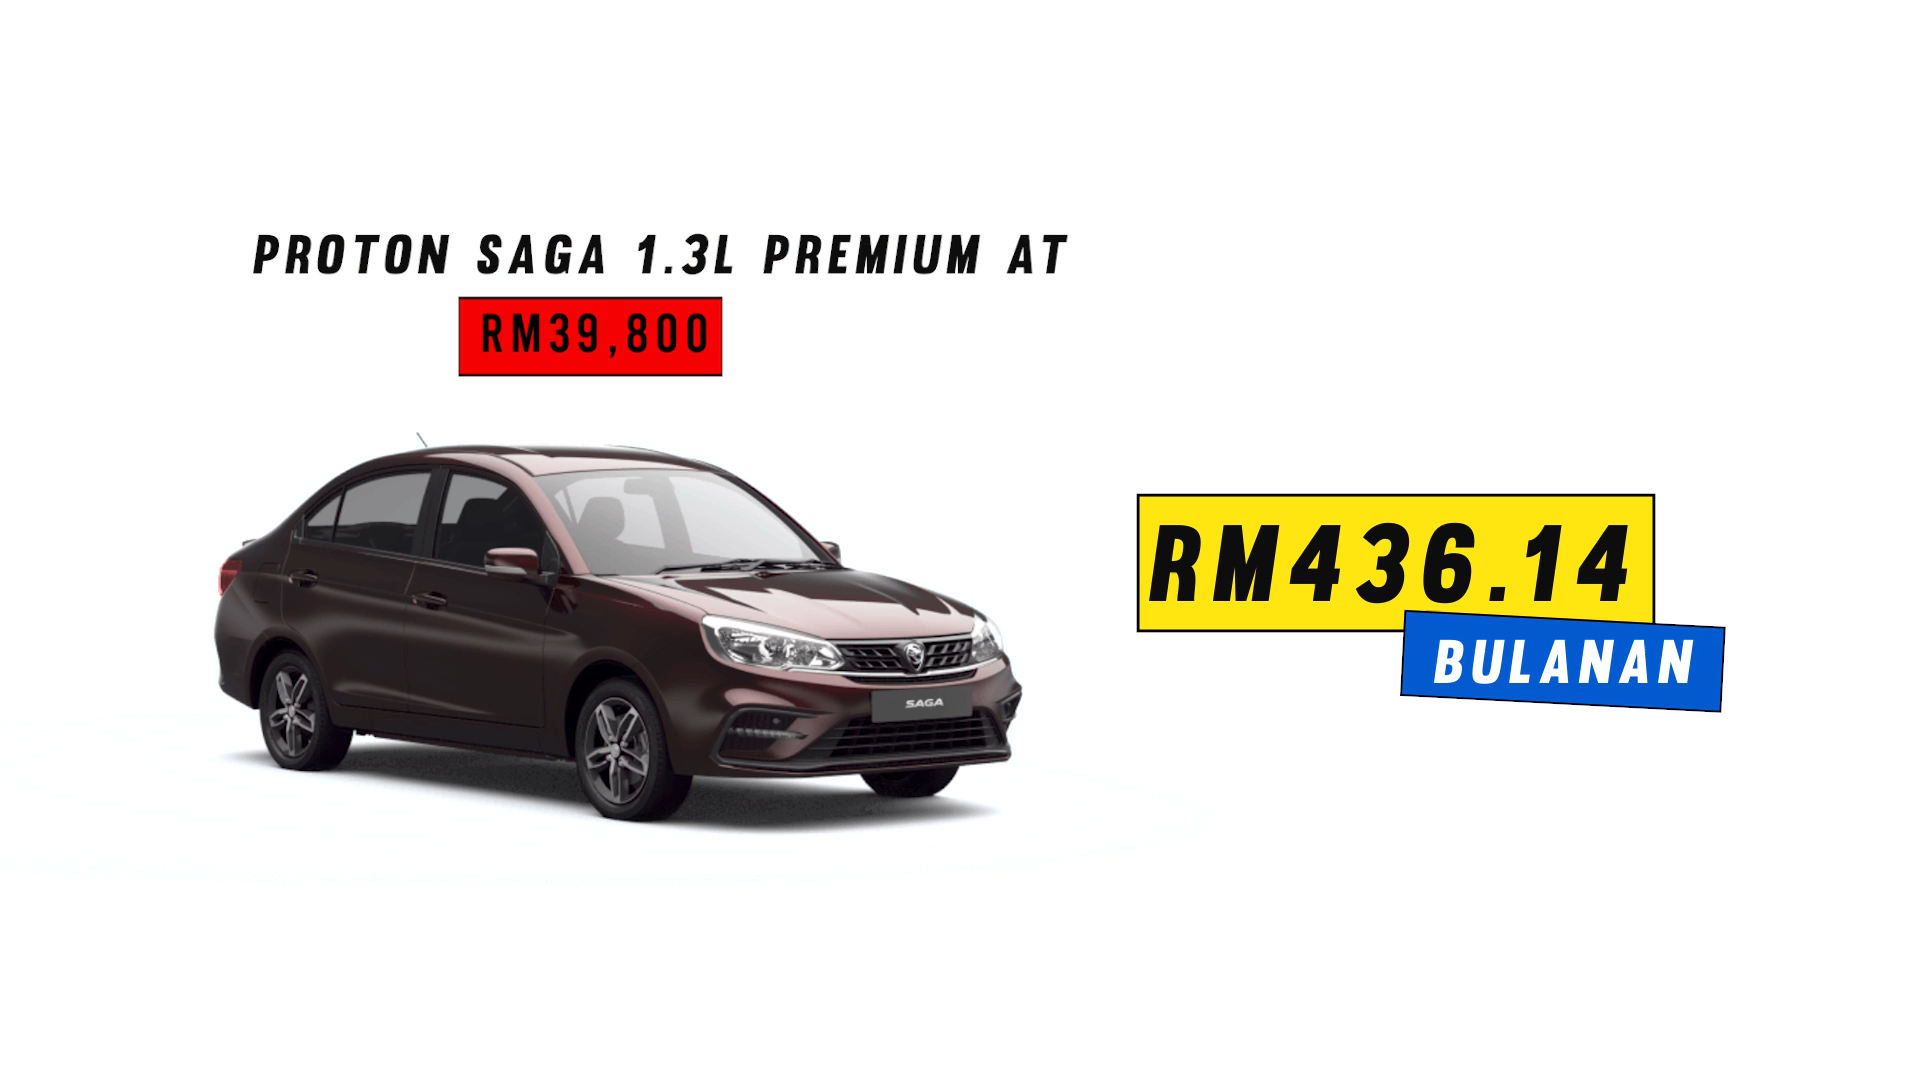 PROTON SAGA 1.3L PREMIUM AT
RM39,800
RM436.14
BULANAN
SAGA